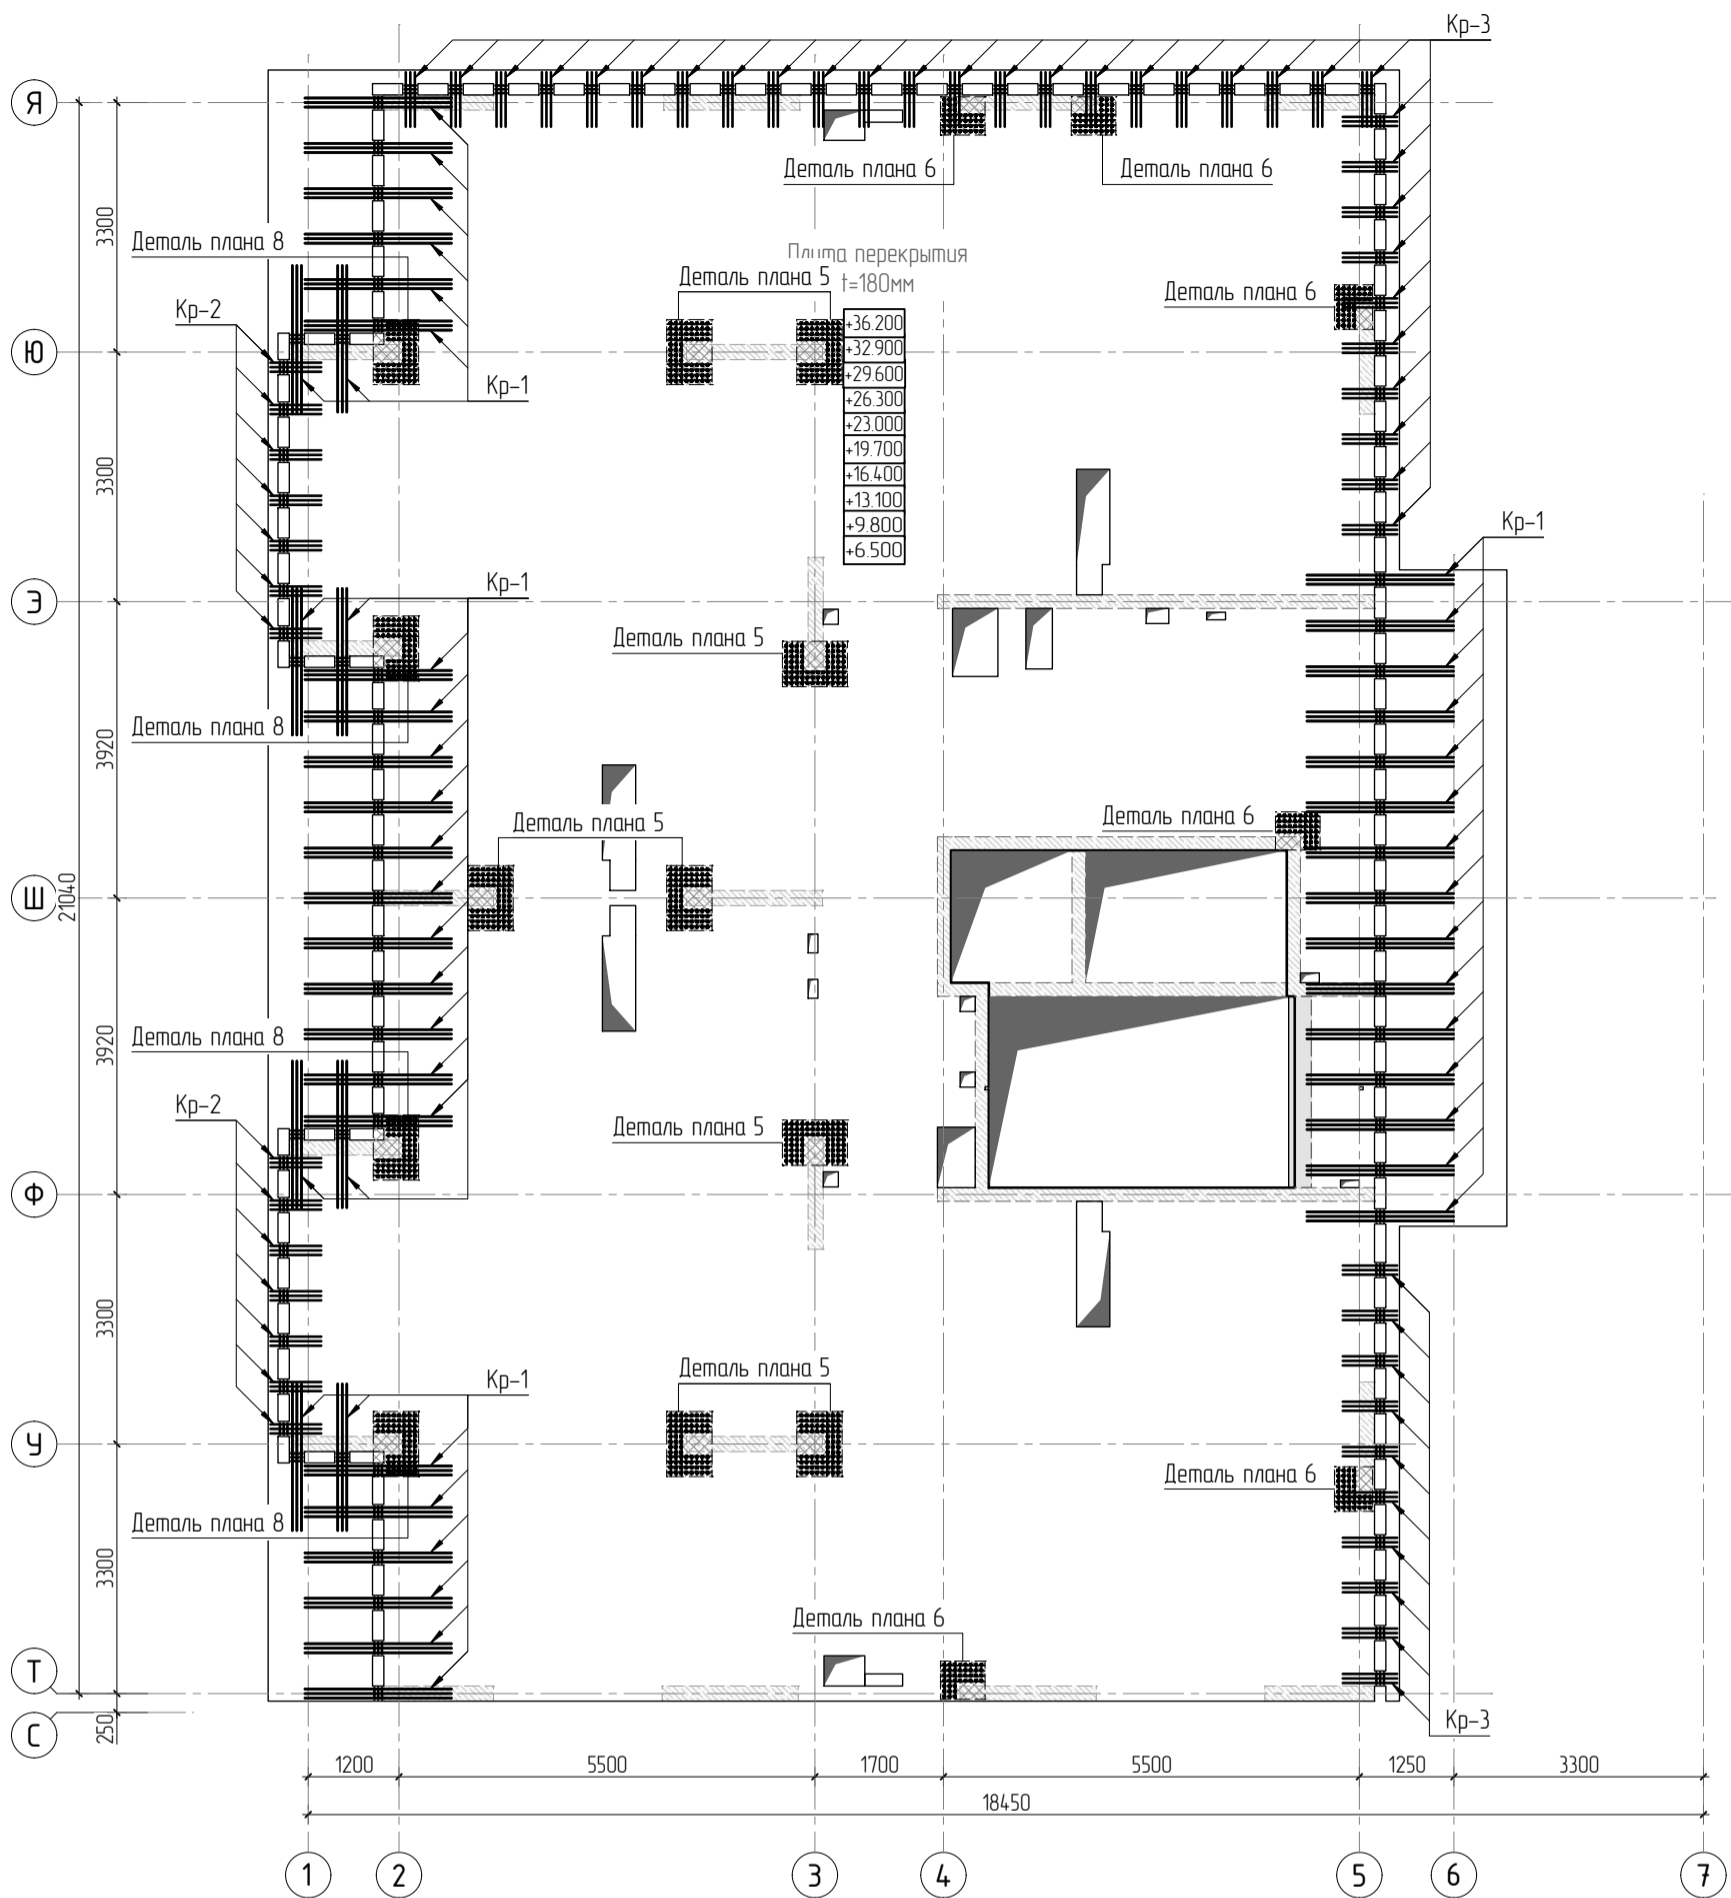 Кр-3
Я
Деталь плана 6
Деталь плана 6
3300
Деталь плана 8
Плита перекрытия
t=180мм
Деталь плана 5
Деталь плана 6
Кр-2
+36.200
+32.900
+29.600
+26.300
+23.000
+19.700
+16.400
+13.100
+9.800
+6.500
Ю
Кр-1
3300
Кр-1
Кр-1
Э
Деталь плана 5
Деталь плана 8
3920
Деталь плана 5
Деталь плана 6
Ш
21040
Деталь плана 8
3920
Кр-2
Деталь плана 5
Ф
3300
Кр-1
Деталь плана 5
У
Деталь плана 6
Деталь плана 8
3300
Деталь плана 6
Т
Кр-3
С
250
1200
5500
1700
5500
1250
3300
18450
1
2
3
4
5
6
7